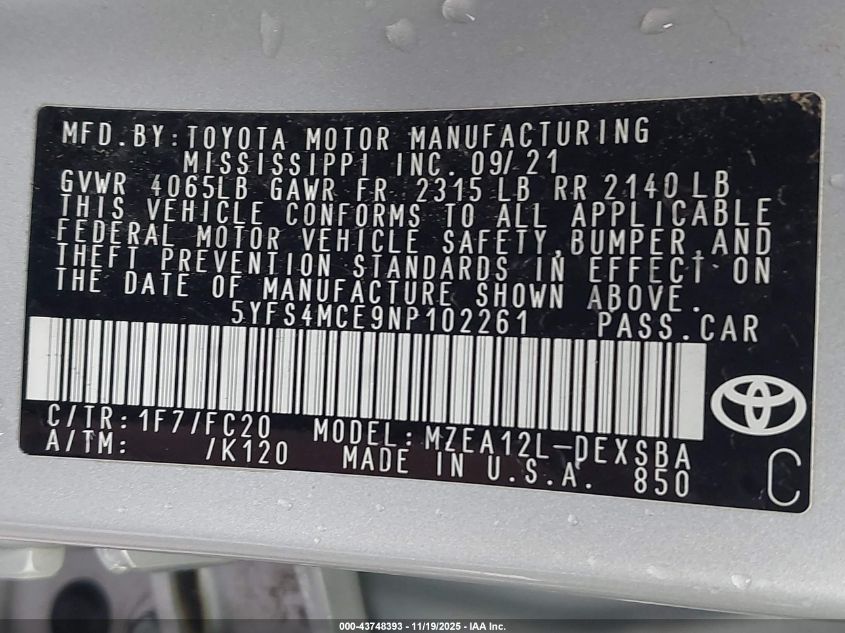 MFD.BY:TOYOTA MOTOR MANUFACTURING
MISSISSIPPI INC. 09/21
GVWR 4065LB GAWR FR 2315 LB RR 2140 LB
THIS VEHICLE CONFORMS TO ALL APPLICABLE
FEDERAL MOTOR VEHICLE SAFETY,BUMPER,AND
THEFT PREVENTION STANDARDS IN EFFECT ON
THE DATE OF MANUFACTURE SHOWN ABOVE.
5YFS4MCE9NP102261 PASS.CAR
C/TR:1F7/FC20 MODEL:MZEA12L-DEXSBA
A/TM: /K120 MADE IN U.S.A. 850
C
000-43748393 - 11/19/2025 - IAA Inc.